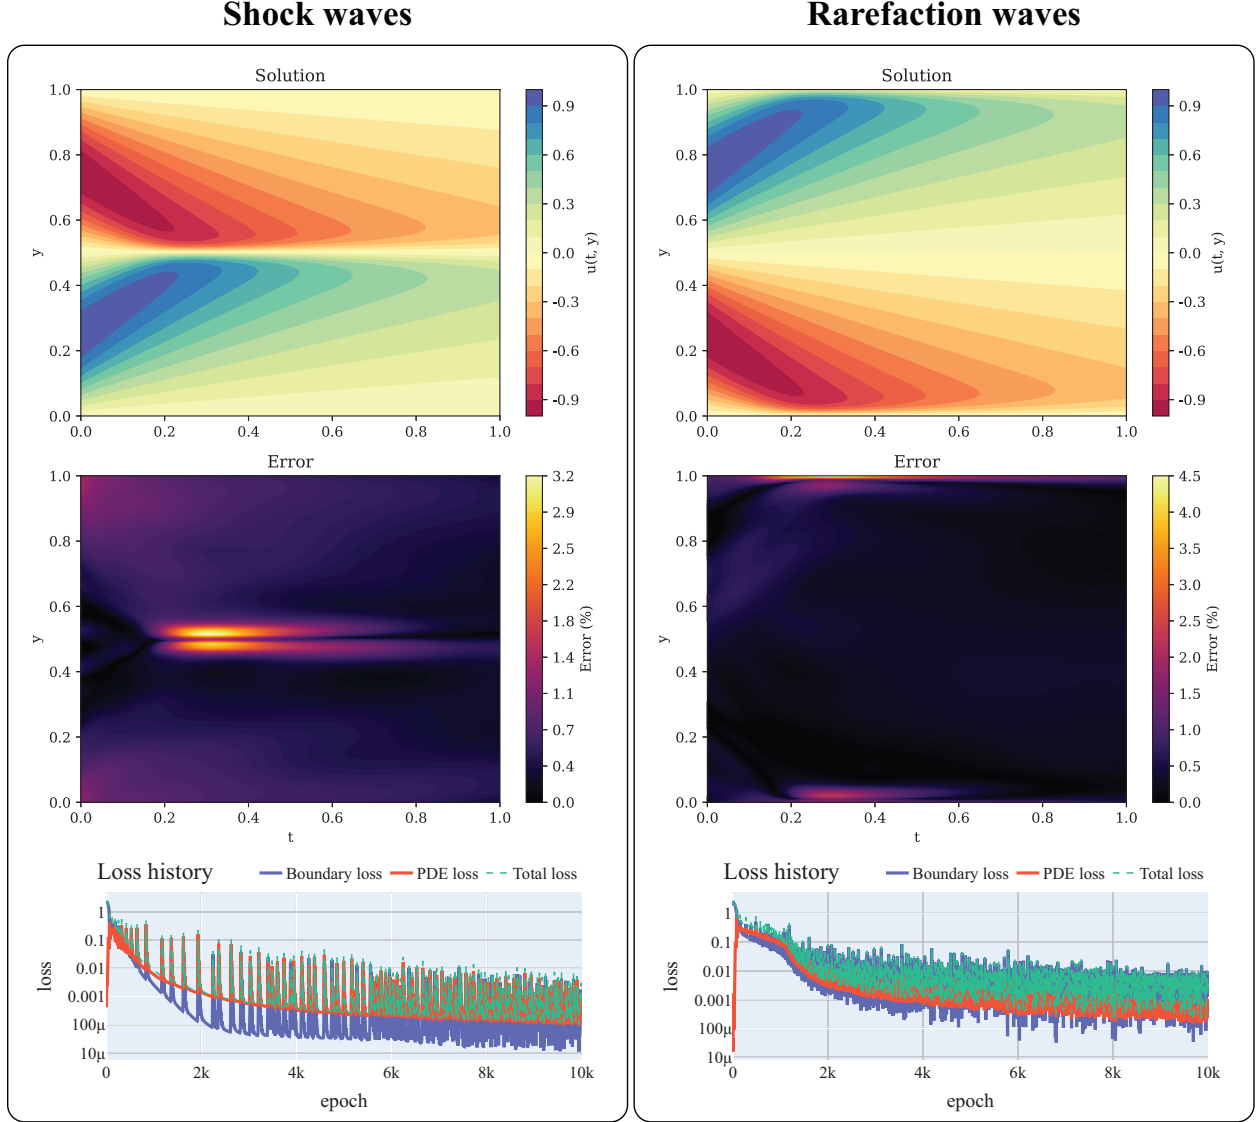 Shock waves
Rarefaction waves
Solution
1.0
0.8
0.6
0.4
0.2
0.0
y
0.0 0.2 0.4 0.6 0.8 1.0
0.9
0.6
0.3
0.0
-0.3
-0.6
-0.9
u(t, y)
Error
1.0
0.8
0.6
0.4
0.2
0.0
y
0.0 0.2 0.4 0.6 0.8 1.0
t
3.2
2.9
2.5
2.2
1.8
1.4
1.1
0.7
0.4
0.0
Error (%)
Loss history
Boundary loss PDE loss Total loss
1
0.1
0.01
0.001
100μ
10μ
loss
0 2k 4k 6k 8k 10k
epoch
Solution
1.0
0.8
0.6
0.4
0.2
0.0
y
0.0 0.2 0.4 0.6 0.8 1.0
0.9
0.6
0.3
0.0
-0.3
-0.6
-0.9
u(t, y)
Error
1.0
0.8
0.6
0.4
0.2
0.0
y
0.0 0.2 0.4 0.6 0.8 1.0
t
4.5
4.0
3.5
3.0
2.5
2.0
1.5
1.0
0.5
0.0
Error (%)
Loss history
Boundary loss PDE loss Total loss
1
0.1
0.01
0.001
100μ
10μ
loss
0 2k 4k 6k 8k 10k
epoch